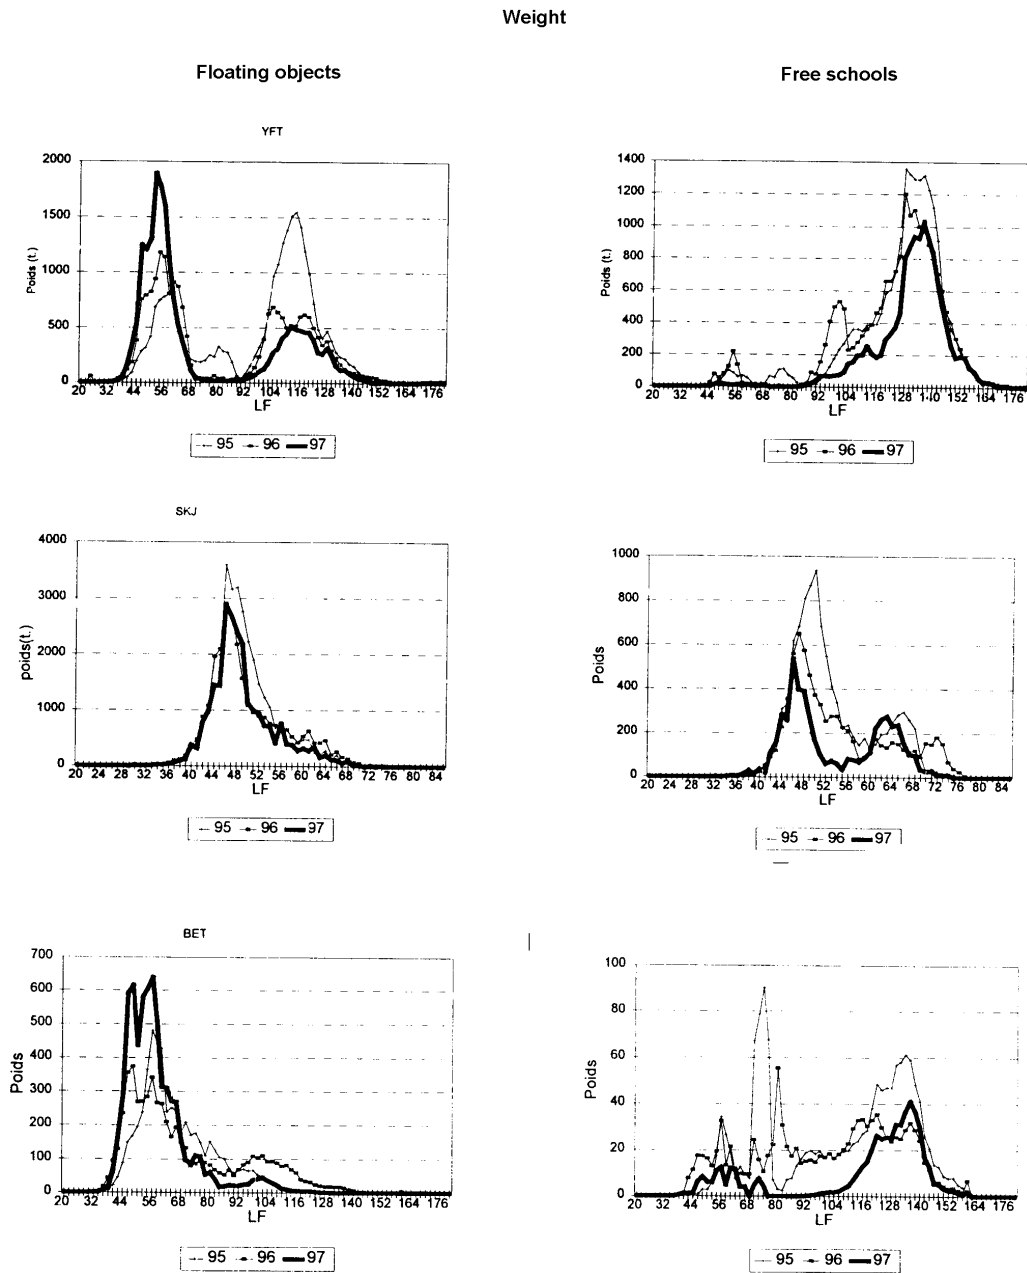 Weight
Floating objects
Free schools
YFT
2000
1500
1000
500
0
Poids (t.)
20 32 44 56 68 80 92 104 116 128 140 152 164 176
LF
95 96 97
1400
1200
1000
800
600
400
200
0
Poids (t.)
20 32 44 56 68 80 92 104 116 128 140 152 164 176
LF
95 96 97
SKJ
4000
3000
2000
1000
0
poids(t.)
20 24 28 32 36 40 44 48 52 56 60 64 68 72 76 80 84
LF
95 96 97
1000
800
600
400
200
0
Poids
20 24 28 32 36 40 44 48 52 56 60 64 68 72 76 80 84
LF
95 96 97
BET
700
600
500
400
300
200
100
0
Poids
20 32 44 56 68 80 92 104 116 128 140 152 164 176
LF
95 96 97
100
80
60
40
20
0
Poids
20 32 44 56 68 80 92 104 116 128 140 152 164 176
LF
95 96 97